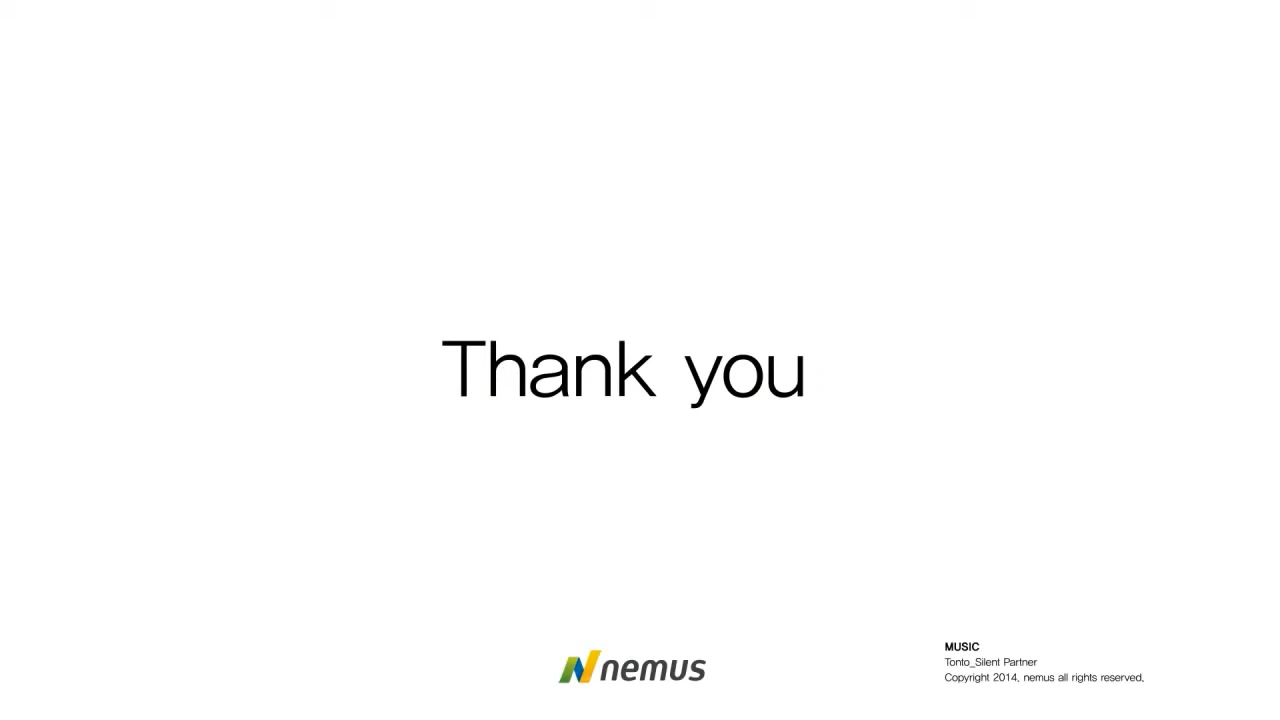 Thank you
nemus
MUSIC
Tonto_Silent Partner
Copyright 2014. nemus all rights reserved.